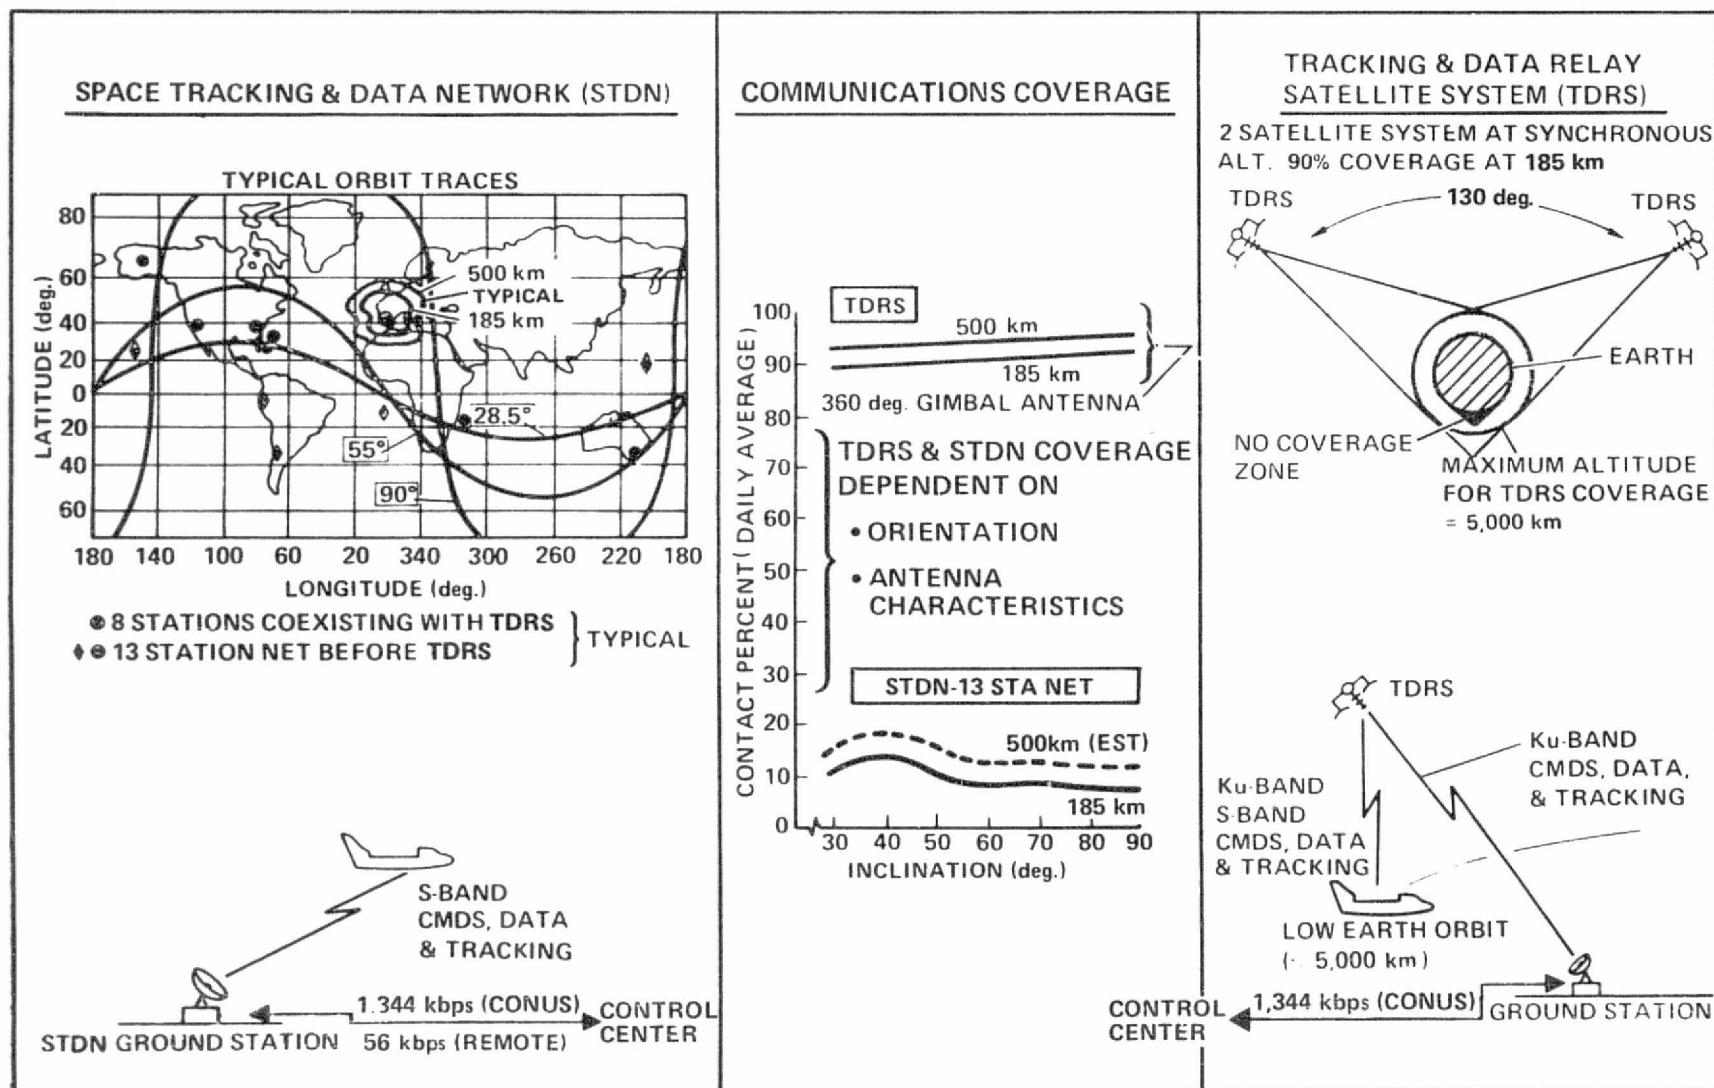 SPACE TRACKING & DATA NETWORK (STDN)
TYPICAL ORBIT TRACES
LATITUDE (deg.)
80
60
40
20
0
20
40
60
500 km
TYPICAL
185 km
28.5°
55°
90°
180 140 100 60 20 340 300 260 220 180
LONGITUDE (deg.)
8 STATIONS COEXISTING WITH TDRS
13 STATION NET BEFORE TDRS
TYPICAL
S-BAND
CMDS, DATA
& TRACKING
1.344 kbps (CONUS)
56 kbps (REMOTE)
STDN GROUND STATION
CONTROL
CENTER
COMMUNICATIONS COVERAGE
CONTACT PERCENT (DAILY AVERAGE)
100
90
80
70
60
50
40
30
20
10
0
TDRS
500 km
185 km
360 deg. GIMBAL ANTENNA
TDRS & STDN COVERAGE
DEPENDENT ON
• ORIENTATION
• ANTENNA
CHARACTERISTICS
STDN-13 STA NET
500km (EST)
185 km
30 40 50 60 70 80 90
INCLINATION (deg.)
TRACKING & DATA RELAY
SATELLITE SYSTEM (TDRS)
2 SATELLITE SYSTEM AT SYNCHRONOUS
ALT. 90% COVERAGE AT 185 km
TDRS
130 deg.
TDRS
EARTH
NO COVERAGE
ZONE
MAXIMUM ALTITUDE
FOR TDRS COVERAGE
= 5,000 km
TDRS
Ku-BAND
CMDS, DATA,
& TRACKING
Ku-BAND
S-BAND
CMDS, DATA
& TRACKING
LOW EARTH ORBIT
( 5,000 km)
CONTROL
CENTER
1,344 kbps (CONUS)
GROUND STATION